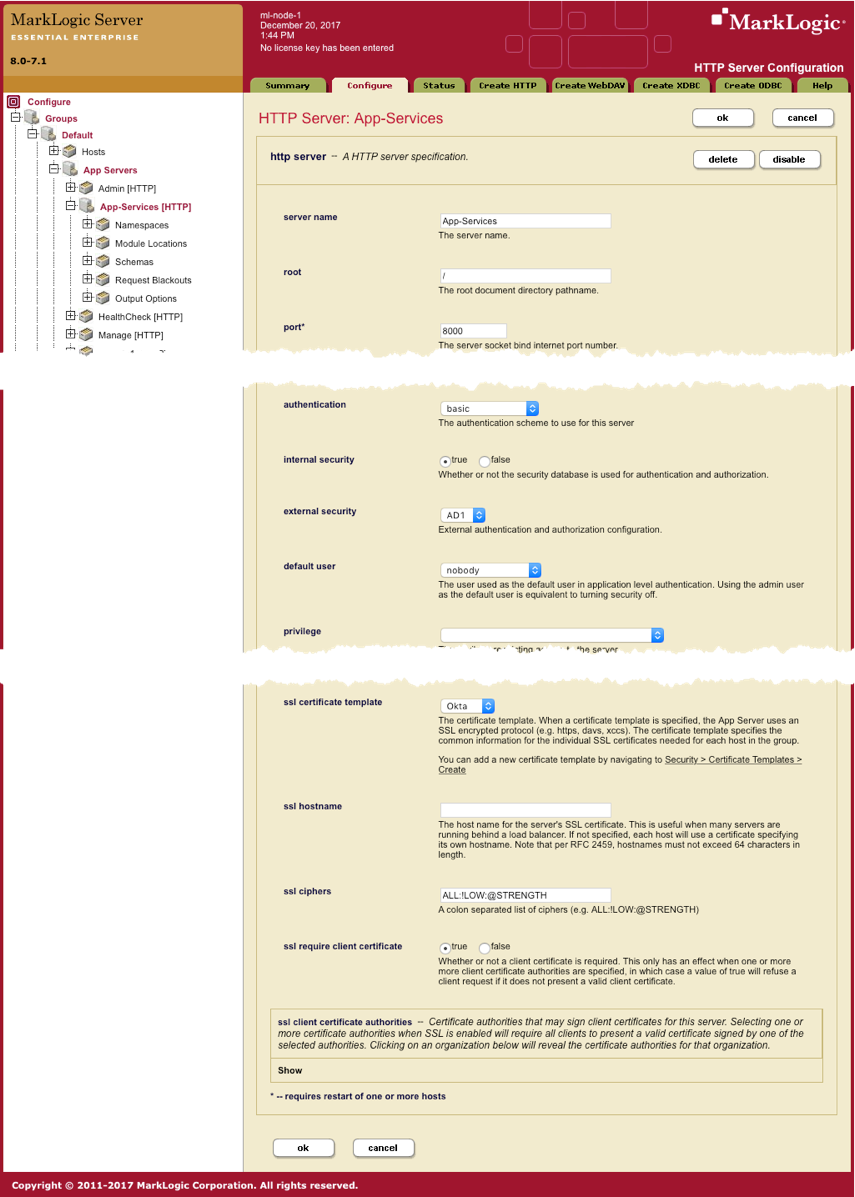 MarkLogic Server
ESSENTIAL ENTERPRISE
8.0-7.1
ml-node-1
December 20, 2017
1:44 PM
No license key has been entered
MarkLogic
HTTP Server Configuration
Summary Configure Status Create HTTP Create WebDAV Create XDBC Create ODBC Help
Configure
Groups
Default
Hosts
App Servers
Admin [HTTP]
App-Services [HTTP]
Namespaces
Module Locations
Schemas
Request Blackouts
Output Options
HealthCheck [HTTP]
Manage [HTTP]
HTTP Server: App-Services
ok cancel
http server -- A HTTP server specification.
delete disable
server name
App-Services
The server name.
root
/
The root document directory pathname.
port*
8000
The server socket bind internet port number.
authentication
basic
The authentication scheme to use for this server
internal security
true false
Whether or not the security database is used for authentication and authorization.
external security
AD1
External authentication and authorization configuration.
default user
nobody
The user used as the default user in application level authentication. Using the admin user
as the default user is equivalent to turning security off.
privilege
the server
ssl certificate template
Okta
The certificate template. When a certificate template is specified, the App Server uses an
SSL encrypted protocol (e.g. https, davs, xccs). The certificate template specifies the
common information for the individual SSL certificates needed for each host in the group.
You can add a new certificate template by navigating to Security > Certificate Templates >
Create
ssl hostname
The host name for the server's SSL certificate. This is useful when many servers are
running behind a load balancer. If not specified, each host will use a certificate specifying
its own hostname. Note that per RFC 2459, hostnames must not exceed 64 characters in
length.
ssl ciphers
ALL:!LOW:@STRENGTH
A colon separated list of ciphers (e.g. ALL:!LOW:@STRENGTH)
ssl require client certificate
true false
Whether or not a client certificate is required. This only has an effect when one or more
more client certificate authorities are specified, in which case a value of true will refuse a
client request if it does not present a valid client certificate.
ssl client certificate authorities -- Certificate authorities that may sign client certificates for this server. Selecting one or
more certificate authorities when SSL is enabled will require all clients to present a valid certificate signed by one of the
selected authorities. Clicking on an organization below will reveal the certificate authorities for that organization.
Show
* -- requires restart of one or more hosts
ok cancel
Copyright © 2011-2017 MarkLogic Corporation. All rights reserved.